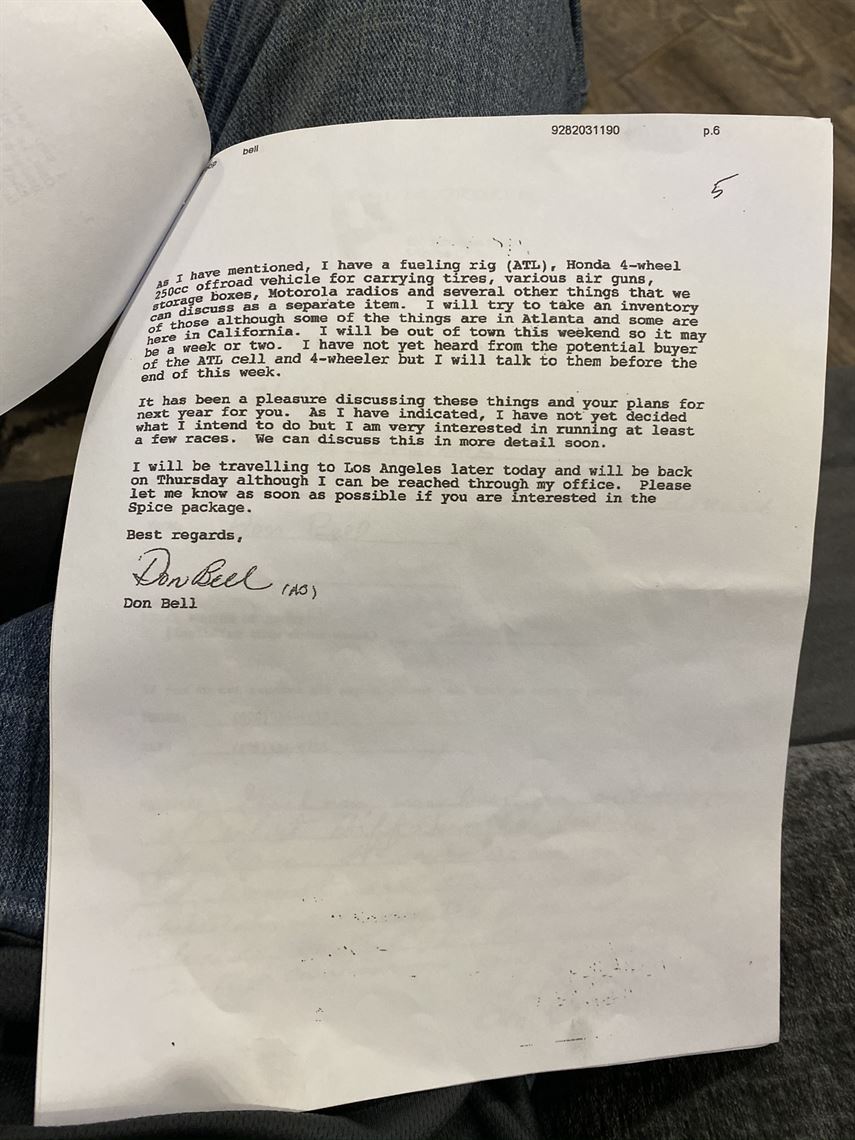 bell
9282031190 p.6
5
As I have mentioned, I have a fueling rig (ATL), Honda 4-wheel
250cc offroad vehicle for carrying tires, various air guns,
storage boxes, Motorola radios and several other things that we
can discuss as a separate item. I will try to take an inventory
of those although some of the things are in Atlanta and some are
here in California. I will be out of town this weekend so it may
be a week or two. I have not yet heard from the potential buyer
of the ATL cell and 4-wheeler but I will talk to them before the
end of this week.
It has been a pleasure discussing these things and your plans for
next year for you. As I have indicated, I have not yet decided
what I intend to do but I am very interested in running at least
a few races. We can discuss this in more detail soon.
I will be travelling to Los Angeles later today and will be back
on Thursday although I can be reached through my office. Please
let me know as soon as possible if you are interested in the
Spice package.
Best regards,
Don Bell
Don Bell